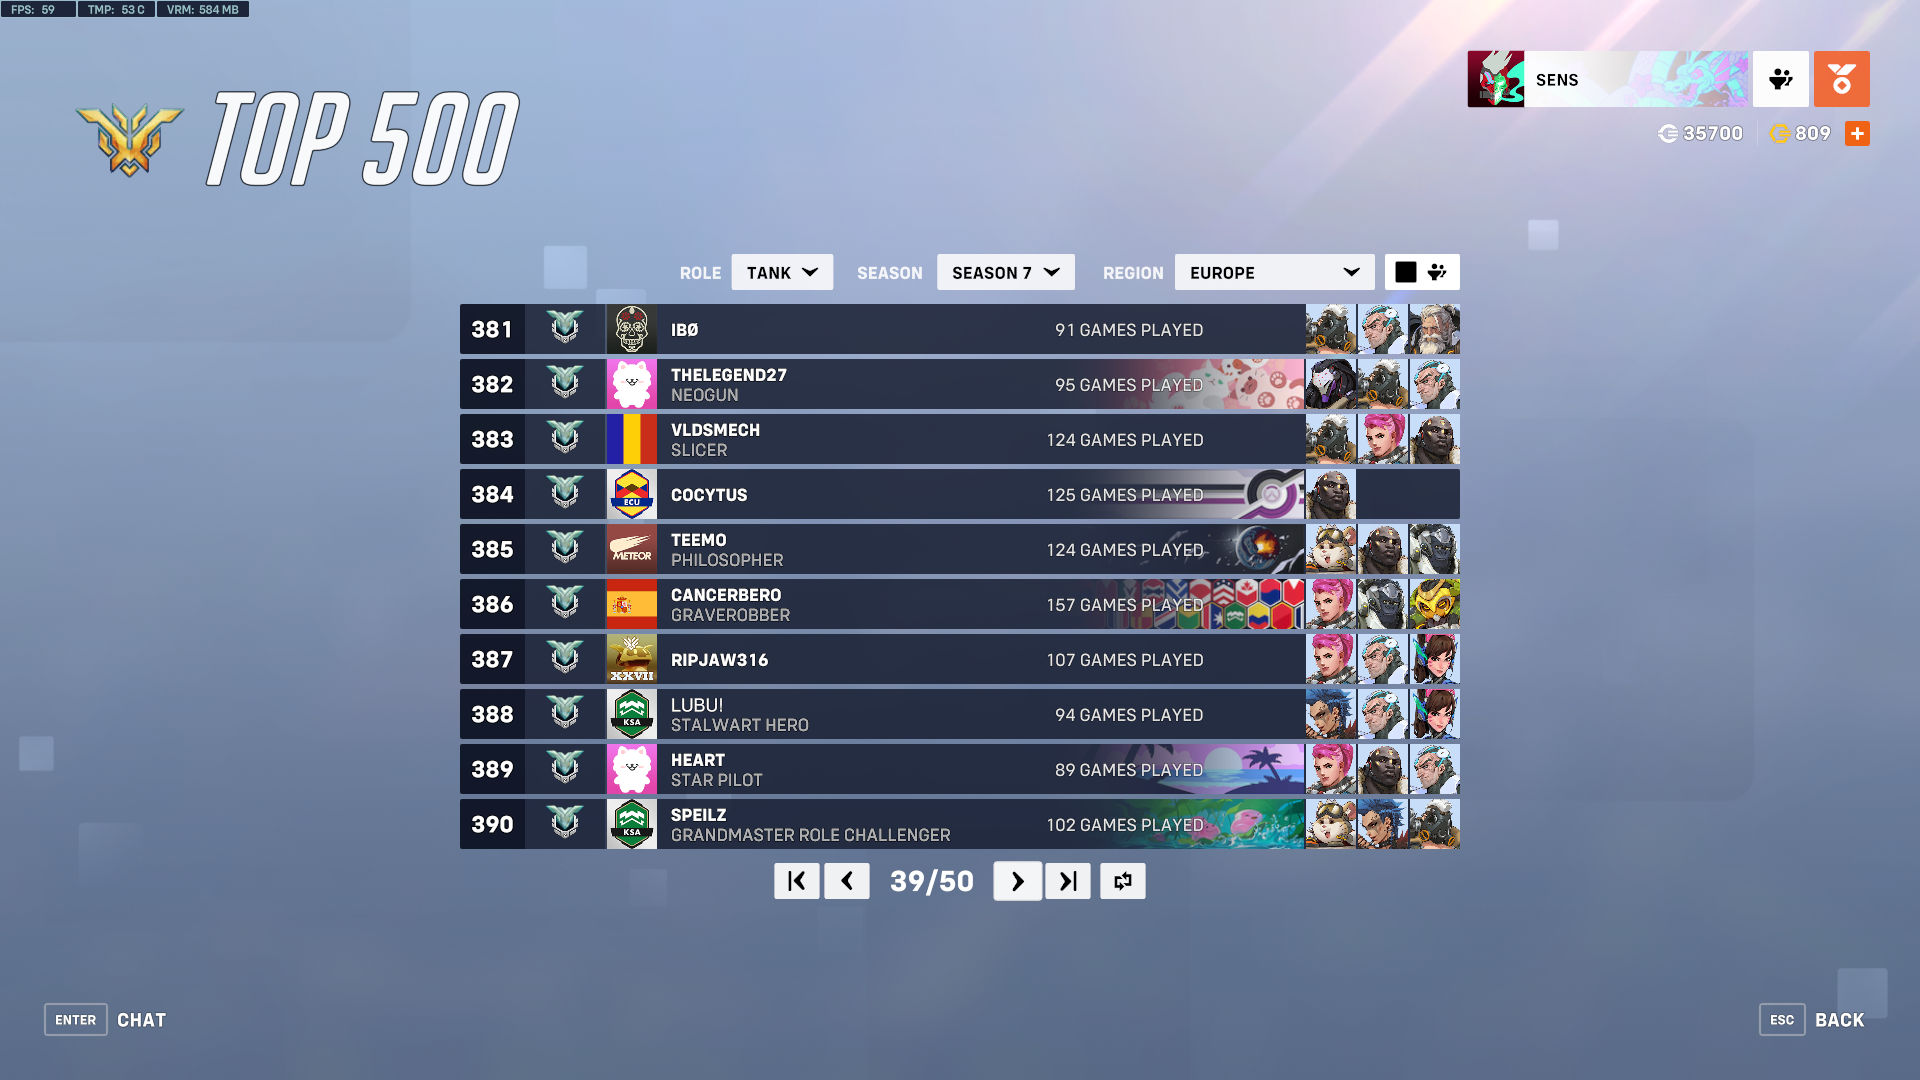 FPS: 59 TMP: 53 C VRM: 584 MB
TOP 500
SENS
35700 809
ROLE TANK SEASON SEASON 7 REGION EUROPE
381 IBØ 91 GAMES PLAYED
382 THELEGEND27 95 GAMES PLAYED
NEOGUN
383 VLDSMECH 124 GAMES PLAYED
SLICER
384 ECU COCYTUS 125 GAMES PLAYED
385 METEOR TEEMO 124 GAMES PLAYED
PHILOSOPHER
386 CANCERBERO 157 GAMES PLAYED
GRAVEROBBER
387 XXVII RIPJAW316 107 GAMES PLAYED
388 KSA LUBU! 94 GAMES PLAYED
STALWART HERO
389 HEART 89 GAMES PLAYED
STAR PILOT
390 KSA SPEILZ 102 GAMES PLAYED
GRANDMASTER ROLE CHALLENGER
39/50
ENTER CHAT
ESC BACK